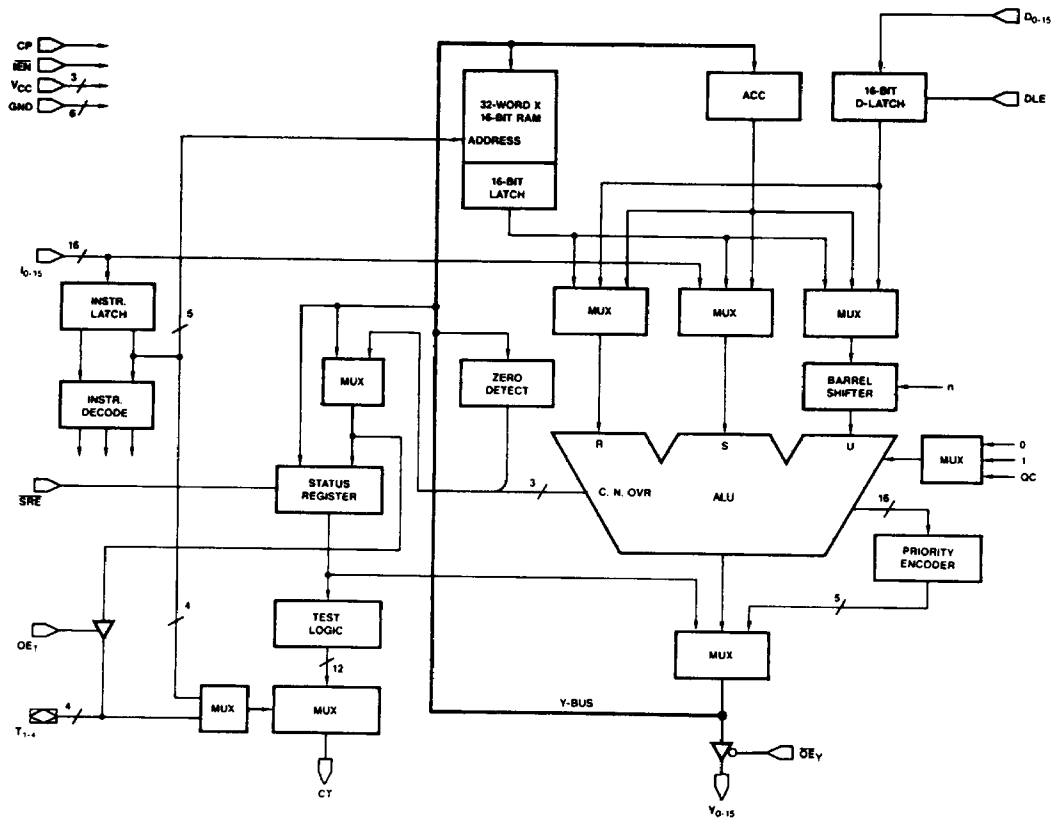 D0-15
CP
IEN
VCC
3
GND
6
32-WORD X
16-BIT RAM
ADDRESS
16-BIT
LATCH
ACC
16-BIT
D-LATCH
DLE
16
I0-15
INSTR.
LATCH
5
INSTR.
DECODE
MUX
ZERO
DETECT
MUX
MUX
MUX
BARREL
SHIFTER
n
R
S
U
MUX
0
1
QC
SRE
STATUS
REGISTER
3
C. N. OVR
ALU
16
PRIORITY
ENCODER
5
4
TEST
LOGIC
12
OET
MUX
T1-4
4
MUX
MUX
Y-BUS
CT
OEY
Y0-15